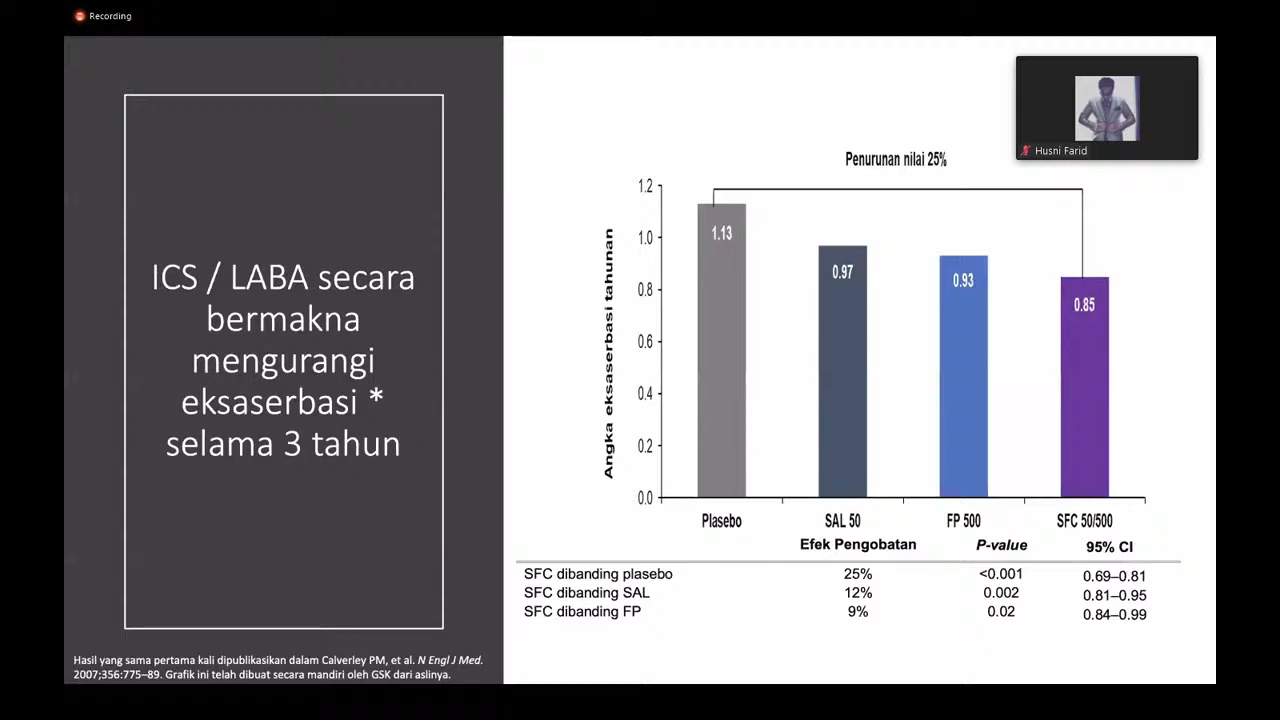 Recording
ICS / LABA secara
bermakna
mengurangi
eksaserbasi *
selama 3 tahun
Hasil yang sama pertama kali dipublikasikan dalam Calverley PM, et al. N Engl J Med.
2007;356:775–89. Grafik ini telah dibuat secara mandiri oleh GSK dari aslinya.
Husni Farid
Penurunan nilai 25%
Angka eksaserbasi tahunan
1.2
1.0
0.8
0.6
0.4
0.2
0.0
1.13
0.97
0.93
0.85
Plasebo SAL 50 FP 500 SFC 50/500
Efek Pengobatan P-value 95% CI
SFC dibanding plasebo 25% <0.001 0.69–0.81
SFC dibanding SAL 12% 0.002 0.81–0.95
SFC dibanding FP 9% 0.02 0.84–0.99